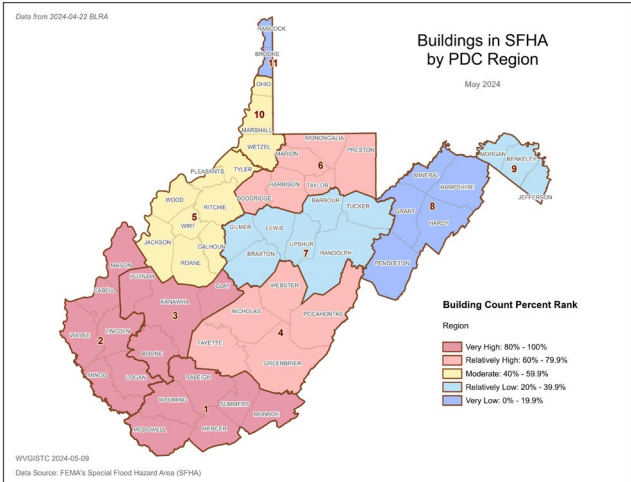 Data from 2024-04-22 BLRA
Buildings in SFHA
by PDC Region
May 2024
HANCOCK
BROOKE
11
OHIO
10
MARSHALL
WETZEL
MONONGALIA
MARION
PRESTON
6
HARRISON
TAYLOR
DODDRIDGE
MORGAN
BERKELEY
9
JEFFERSON
MINERAL
HAMPSHIRE
GRANT
8
HARDY
PENDLETON
TYLER
PLEASANTS
WOOD
RITCHIE
5
WIRT
JACKSON
CALHOUN
ROANE
BARBOUR
TUCKER
GILMER
LEWIS
UPSHUR
7
RANDOLPH
BRAXTON
WEBSTER
NICHOLAS
POCAHONTAS
4
FAYETTE
GREENBRIER
MASON
PUTNAM
CABELL
CLAY
KANAWHA
3
WAYNE
LINCOLN
2
BOONE
MINGO
LOGAN
RALEIGH
WYOMING
1
SUMMERS
MONROE
MCDOWELL
MERCER
Building Count Percent Rank
Region
Very High: 80% - 100%
Relatively High: 60% - 79.9%
Moderate: 40% - 59.9%
Relatively Low: 20% - 39.9%
Very Low: 0% - 19.9%
WVGISTC 2024-05-09
Data Source: FEMA's Special Flood Hazard Area (SFHA)